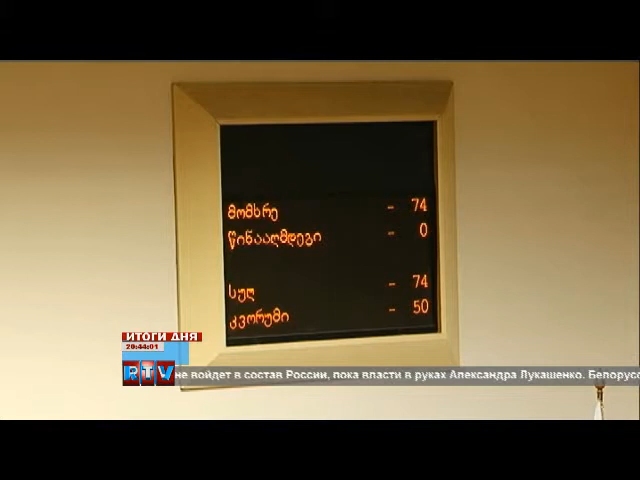 მომხრე - 74
წინააღმდეგი - 0
სულ - 74
კვორუმი - 50
ИТОГИ ДНЯ
20:44:01
RTV
не войдет в состав России, пока власти в руках Александра Лукашенко. Белорусс